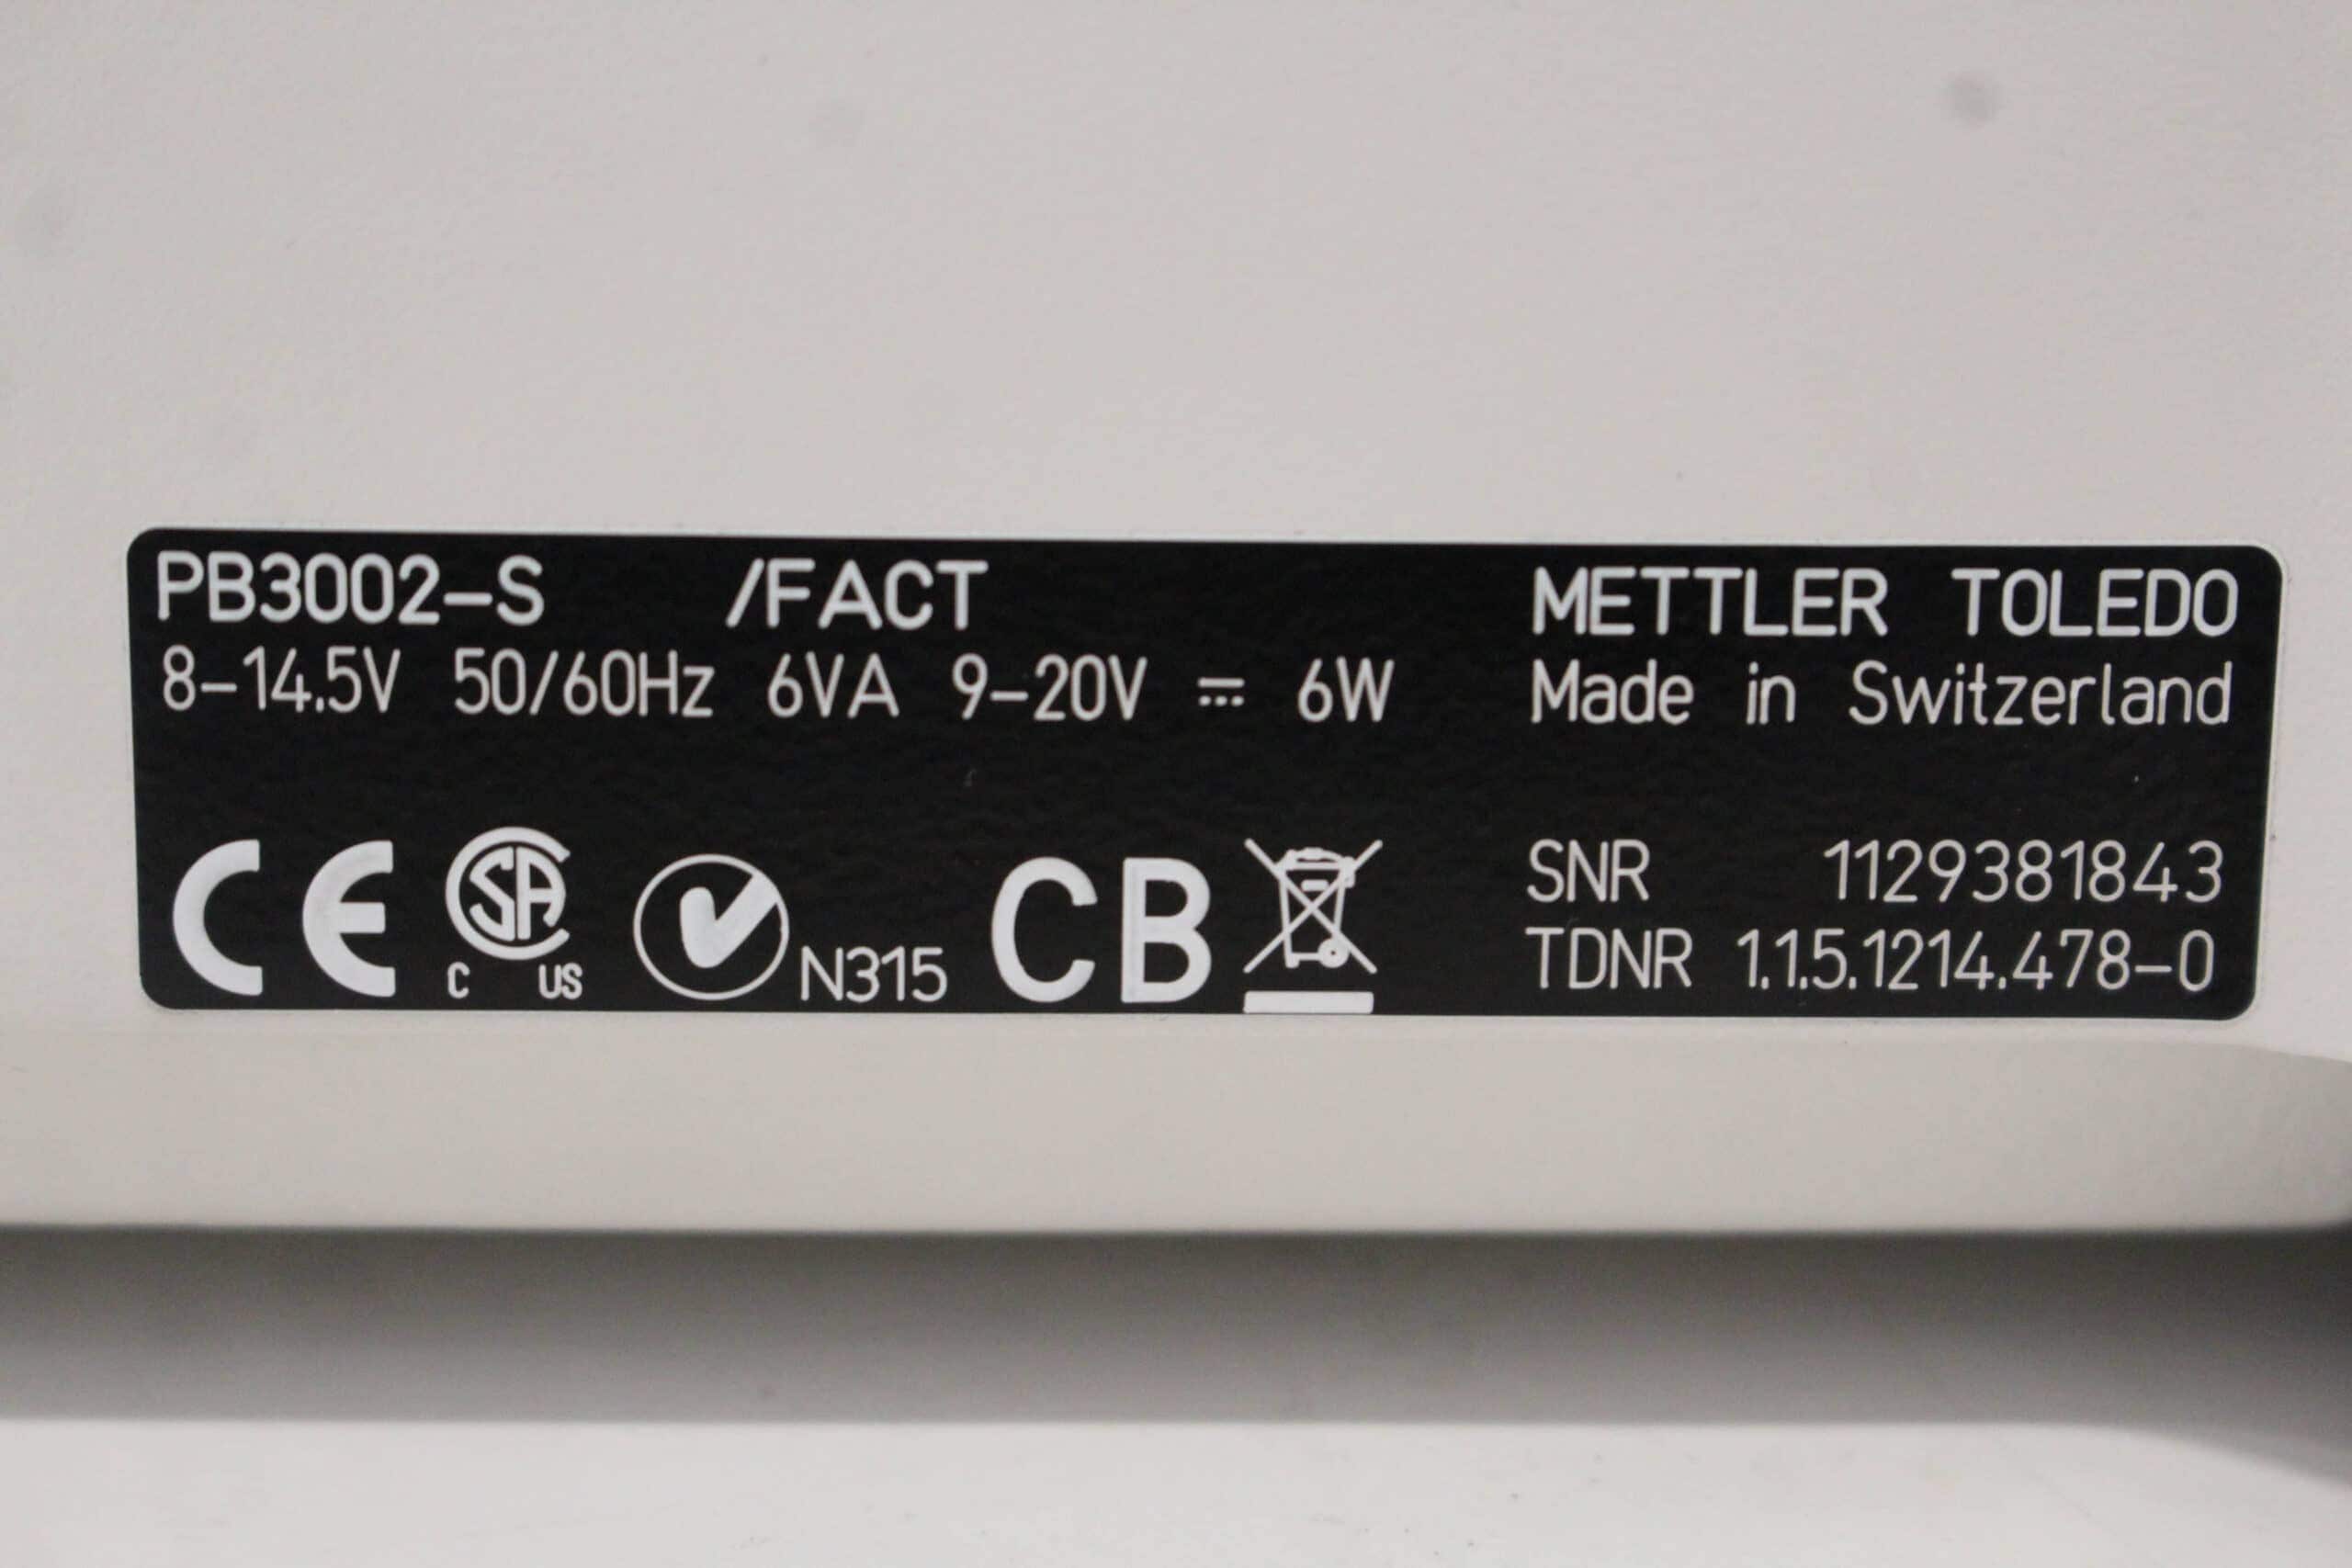 PB3002-S /FACT METTLER TOLEDO
8-14.5V 50/60Hz 6VA 9-20V ⎓ 6W Made in Switzerland
SNR 1129381843
CE C SA US N315 CB TDNR 1.1.5.1214.478-0